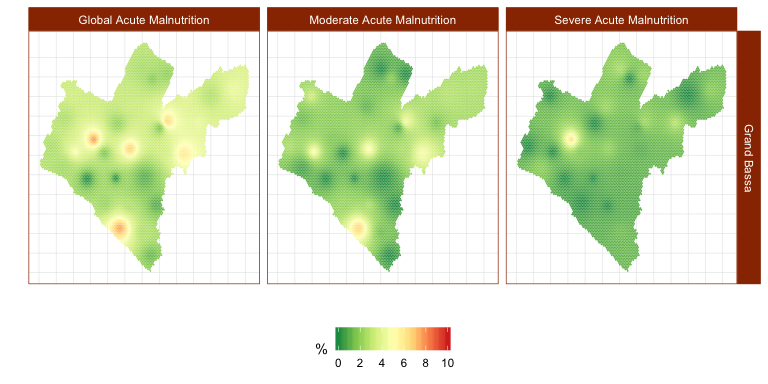 Global Acute Malnutrition
Moderate Acute Malnutrition
Severe Acute Malnutrition
Grand Bassa
%
0 2 4 6 8 10